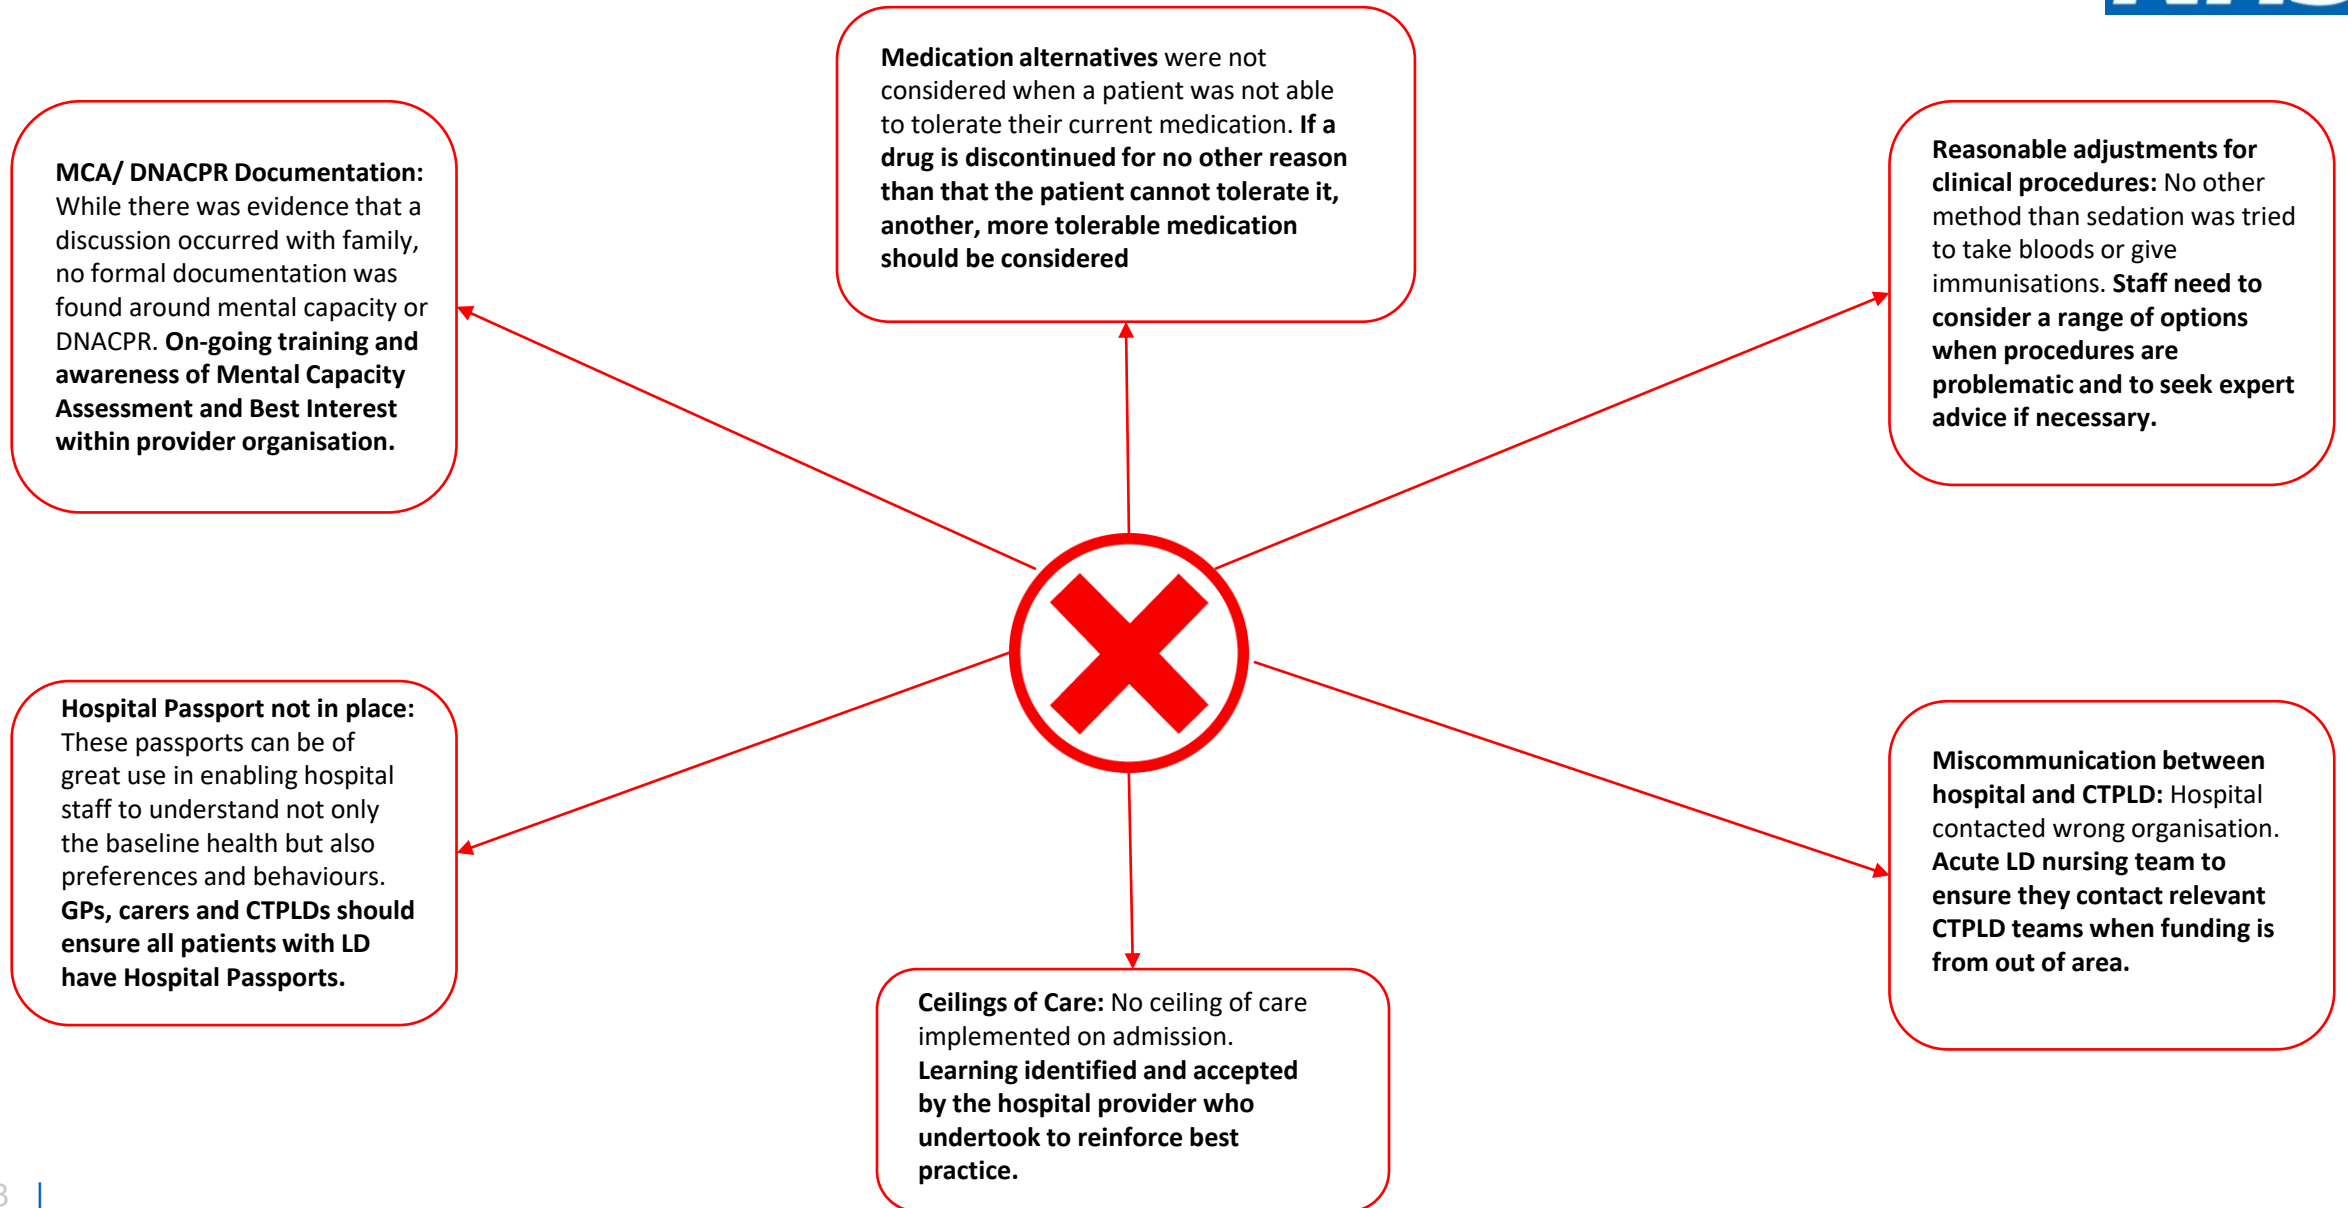 Medication alternatives were not
considered when a patient was not able
to tolerate their current medication. If a
drug is discontinued for no other reason
than that the patient cannot tolerate it,
another, more tolerable medication
should be considered
MCA/ DNACPR Documentation:
While there was evidence that a
discussion occurred with family,
no formal documentation was
found around mental capacity or
DNACPR. On-going training and
awareness of Mental Capacity
Assessment and Best Interest
within provider organisation.
Reasonable adjustments for
clinical procedures: No other
method than sedation was tried
to take bloods or give
immunisations. Staff need to
consider a range of options
when procedures are
problematic and to seek expert
advice if necessary.
Hospital Passport not in place:
These passports can be of
great use in enabling hospital
staff to understand not only
the baseline health but also
preferences and behaviours.
GPs, carers and CTPLDs should
ensure all patients with LD
have Hospital Passports.
Miscommunication between
hospital and CTPLD: Hospital
contacted wrong organisation.
Acute LD nursing team to
ensure they contact relevant
CTPLD teams when funding is
from out of area.
Ceilings of Care: No ceiling of care
implemented on admission.
Learning identified and accepted
by the hospital provider who
undertook to reinforce best
practice.